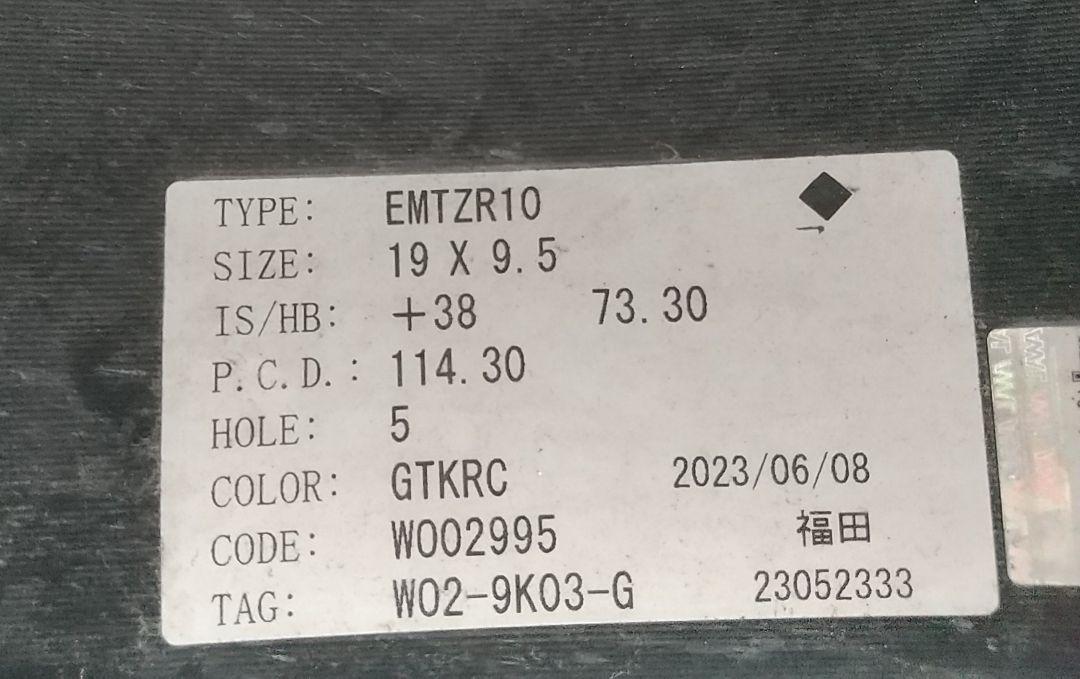 TYPE: EMTZR10
SIZE: 19 X 9.5
IS/HB: +38 73.30
P.C.D.: 114.30
HOLE: 5
COLOR: GTKRC 2023/06/08
CODE: W002995 福田
TAG: W02-9K03-G 23052333